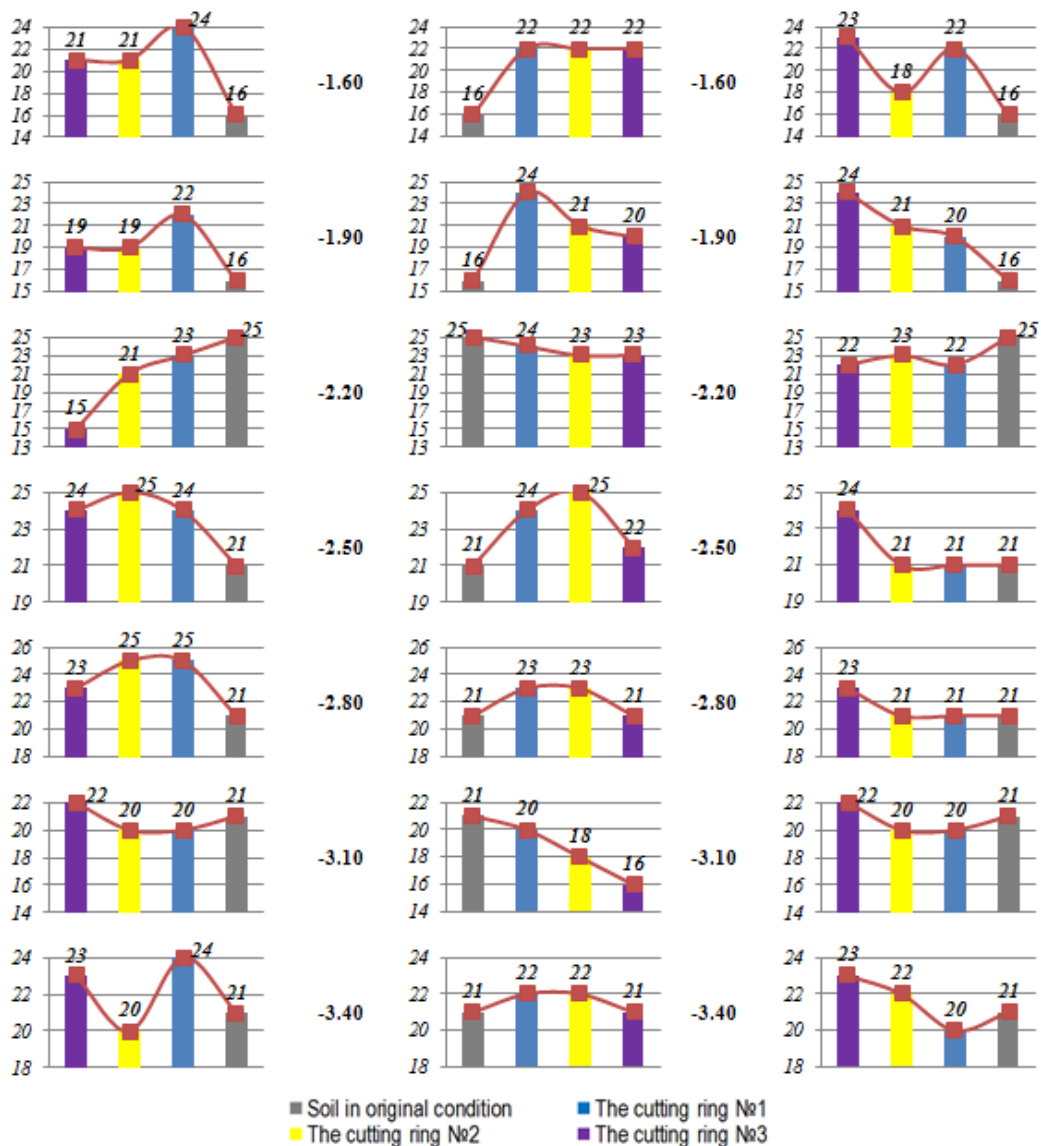 24 24 24 23 24
22 21 21 22 22 22 22 22 22
20 -1.60 20 -1.60 20
18 18 18 18
16 16 16 16 16 16
14 14 14
25 25 24 25 24
23 22 23 23
21 19 19 21 21 20 21 21 20
19 -1.90 19 -1.90 19
17 16 17 16 17 16
15 15 15
25 25 25 25 24 23 23 25 25
23 21 23 23 23 22 23 22
21 21 21
19 -2.20 19 -2.20 19
17 15 17 17
15 15 15
13 13 13
25 24 25 24 25 24 25 25 24
23 23 22 23
21 21 21 21 21 21 21 21
-2.50 -2.50
19 19 19
26 25 25 26 26
24 23 24 23 23 24 23
22 21 22 21 21 22 21 21 21
20 -2.80 20 -2.80 20
18 18 18
22 22 21 22 21 22 22 21
20 20 20 20 20 20 20 20
18 -3.10 18 18 -3.10 18
16 16 16 16
14 14 14
24 23 24 24 24 23
22 21 22 21 22 22 21 22 22 21
20 20 -3.40 20 -3.40 20 20
18 18 18
Soil in original condition The cutting ring №1
The cutting ring №2 The cutting ring №3